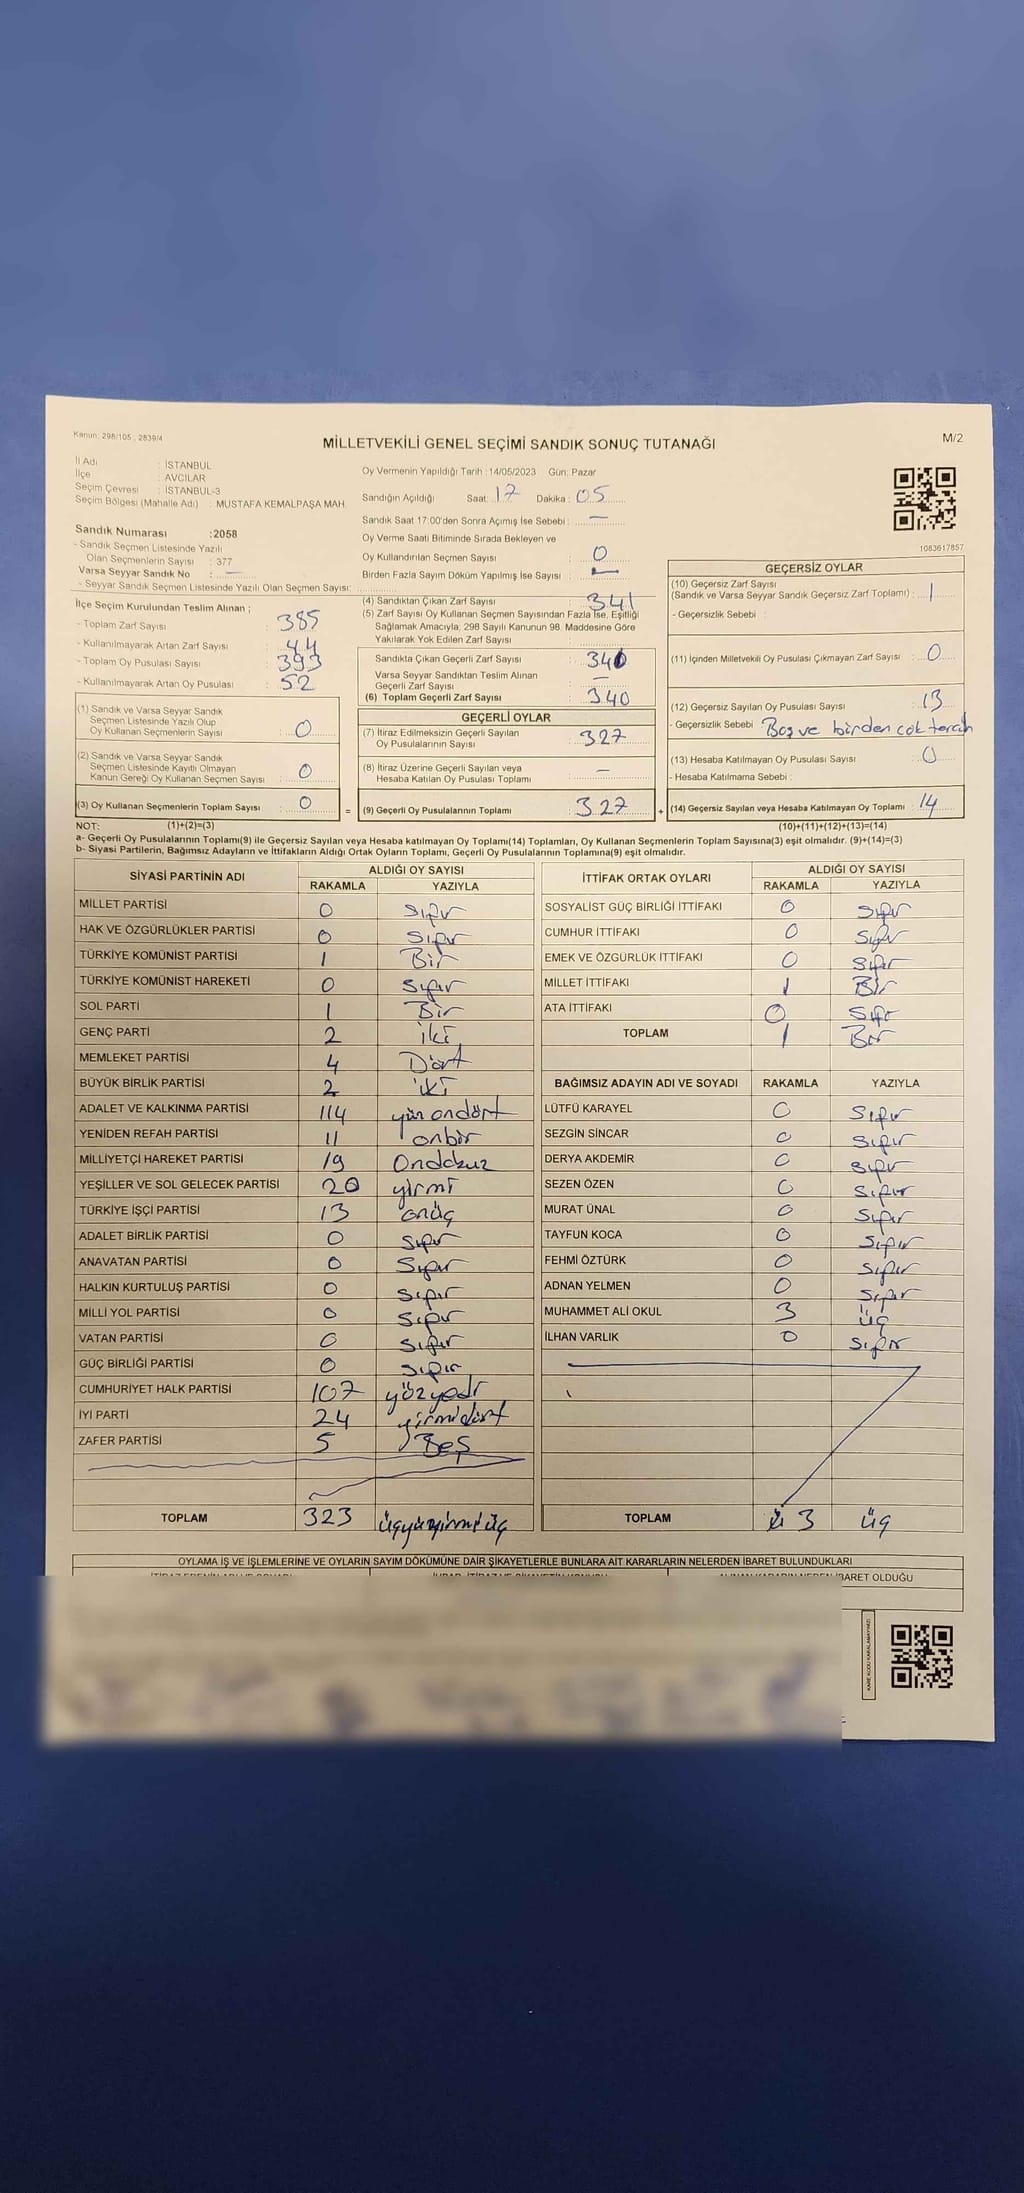 Kanun: 298/105, 2839/4
MİLLETVEKİLİ GENEL SEÇİMİ SANDIK SONUÇ TUTANAĞI
M/2
İl Adı : İSTANBUL
İlçe : AVCILAR
Seçim Çevresi : İSTANBUL-3
Seçim Bölgesi (Mahalle Adı) : MUSTAFA KEMALPAŞA MAH.
Sandık Numarası :2058
- Sandık Seçmen Listesinde Yazılı
Olan Seçmenlerin Sayısı : 377
Varsa Seyyar Sandık No : —
- Seyyar Sandık Seçmen Listesinde Yazılı Olan Seçmen Sayısı:
Oy Vermenin Yapıldığı Tarih :14/05/2023 Gün: Pazar
Sandığın Açıldığı Saat: 17 Dakika : 05
Sandık Saat 17:00'den Sonra Açımış İse Sebebi : —
Oy Verme Saati Bitiminde Sırada Bekleyen ve
Oy Kullandırılan Seçmen Sayısı : 0
Birden Fazla Sayım Döküm Yapılmış İse Sayısı : —
1083617857
İlçe Seçim Kurulundan Teslim Alınan ;
- Toplam Zarf Sayısı : 385
- Kullanılmayarak Artan Zarf Sayısı : 44
- Toplam Oy Pusulası Sayısı : 393
- Kullanılmayarak Artan Oy Pusulası : 52
(4) Sandıktan Çıkan Zarf Sayısı : 341
(5) Zarf Sayısı Oy Kullanan Seçmen Sayısından Fazla İse, Eşitliği
Sağlamak Amacıyla; 298 Sayılı Kanunun 98. Maddesine Göre
Yakılarak Yok Edilen Zarf Sayısı :
Sandıkta Çıkan Geçerli Zarf Sayısı : 340
Varsa Seyyar Sandıktan Teslim Alınan
Geçerli Zarf Sayısı : —
(6) Toplam Geçerli Zarf Sayısı : 340
GEÇERSİZ OYLAR
(10) Geçersiz Zarf Sayısı
(Sandık ve Varsa Seyyar Sandık Geçersiz Zarf Toplamı) : 1
- Geçersizlik Sebebi :
(11) İçinden Milletvekili Oy Pusulası Çıkmayan Zarf Sayısı : 0
(12) Geçersiz Sayılan Oy Pusulası Sayısı : 13
- Geçersizlik Sebebi Boş ve birden çok tercih
(13) Hesaba Katılmayan Oy Pusulası Sayısı : 0
- Hesaba Katılmama Sebebi :
(14) Geçersiz Sayılan veya Hesaba Katılmayan Oy Toplamı : 14
(1) Sandık ve Varsa Seyyar Sandık
Seçmen Listesinde Yazılı Olup
Oy Kullanan Seçmenlerin Sayısı : 0
(2) Sandık ve Varsa Seyyar Sandık
Seçmen Listesinde Kayıtlı Olmayan
Kanun Gereği Oy Kullanan Seçmen Sayısı : 0
(3) Oy Kullanan Seçmenlerin Toplam Sayısı : 0 =
GEÇERLİ OYLAR
(7) İtiraz Edilmeksizin Geçerli Sayılan
Oy Pusulalarının Sayısı : 327
(8) İtiraz Üzerine Geçerli Sayılan veya
Hesaba Katılan Oy Pusulası Toplamı : —
(9) Geçerli Oy Pusulalarının Toplamı : 327 +
NOT: (1)+(2)=(3) (10)+(11)+(12)+(13)=(14)
a- Geçerli Oy Pusulalarının Toplamı(9) ile Geçersiz Sayılan veya Hesaba katılmayan Oy Toplamı(14) Toplamları, Oy Kullanan Seçmenlerin Toplam Sayısına(3) eşit olmalıdır. (9)+(14)=(3)
b- Siyasi Partilerin, Bağımsız Adayların ve İttifakların Aldığı Ortak Oyların Toplamı, Geçerli Oy Pusulalarının Toplamına(9) eşit olmalıdır.
SİYASİ PARTİNİN ADI ALDIĞI OY SAYISI
RAKAMLA YAZIYLA
MİLLET PARTİSİ 0 Sıfır
HAK VE ÖZGÜRLÜKLER PARTİSİ 0 Sıfır
TÜRKİYE KOMÜNİST PARTİSİ 1 Bir
TÜRKİYE KOMÜNİST HAREKETİ 0 Sıfır
SOL PARTİ 1 Bir
GENÇ PARTİ 2 iki
MEMLEKET PARTİSİ 4 Dört
BÜYÜK BİRLİK PARTİSİ 2 iki
ADALET VE KALKINMA PARTİSİ 114 yüz ondört
YENİDEN REFAH PARTİSİ 11 onbir
MİLLİYETÇİ HAREKET PARTİSİ 19 Ondokuz
YEŞİLLER VE SOL GELECEK PARTİSİ 20 yirmi
TÜRKİYE İŞÇİ PARTİSİ 13 onüç
ADALET BİRLİK PARTİSİ 0 Sıfır
ANAVATAN PARTİSİ 0 Sıfır
HALKIN KURTULUŞ PARTİSİ 0 Sıfır
MİLLİ YOL PARTİSİ 0 Sıfır
VATAN PARTİSİ 0 Sıfır
GÜÇ BİRLİĞİ PARTİSİ 0 Sıfır
CUMHURİYET HALK PARTİSİ 107 yüzyedi
İYİ PARTİ 24 yirmidört
ZAFER PARTİSİ 5 Beş
TOPLAM 323 üçyüzyirmi üç
İTTİFAK ORTAK OYLARI ALDIĞI OY SAYISI
RAKAMLA YAZIYLA
SOSYALİST GÜÇ BİRLİĞİ İTTİFAKI 0 Sıfır
CUMHUR İTTİFAKI 0 Sıfır
EMEK VE ÖZGÜRLÜK İTTİFAKI 0 Sıfır
MİLLET İTTİFAKI 1 Bir
ATA İTTİFAKI 0 Sıfır
TOPLAM 1 Bir
BAĞIMSIZ ADAYIN ADI VE SOYADI RAKAMLA YAZIYLA
LÜTFÜ KARAYEL 0 Sıfır
SEZGİN SİNCAR 0 Sıfır
DERYA AKDEMİR 0 Sıfır
SEZEN ÖZEN 0 Sıfır
MURAT ÜNAL 0 Sıfır
TAYFUN KOCA 0 Sıfır
FEHMİ ÖZTÜRK 0 Sıfır
ADNAN YELMEN 0 Sıfır
MUHAMMET ALİ OKUL 3 üç
İLHAN VARLIK 0 Sıfır
TOPLAM 3 üç
OYLAMA İŞ VE İŞLEMLERİNE VE OYLARIN SAYIM DÖKÜMÜNE DAİR ŞİKAYETLERLE BUNLARA AİT KARARLARIN NELERDEN İBARET BULUNDUKLARI
İBARET OLDUĞU